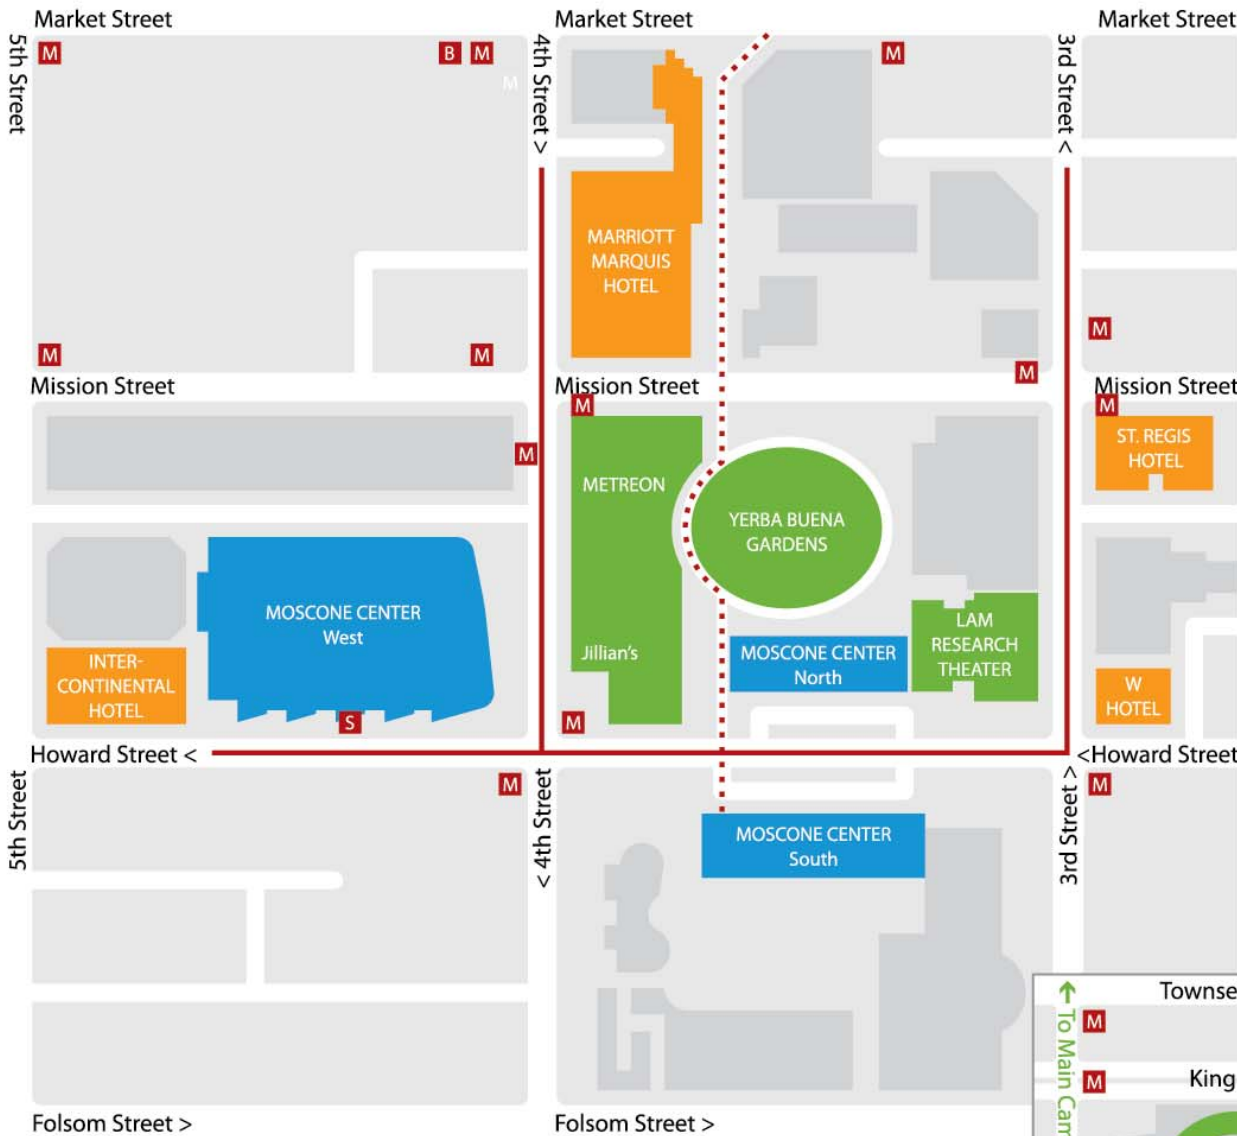 Market Street
Market Street
Market Street
5th Street
4th Street >
3rd Street <
M
B
M
M
M
MARRIOTT
MARQUIS
HOTEL
M
M
M
M
Mission Street
Mission Street
Mission Street
M
M
M
METREON
Jillian's
YERBA BUENA
GARDENS
ST. REGIS
HOTEL
MOSCONE CENTER
West
INTER-
CONTINENTAL
HOTEL
S
M
MOSCONE CENTER
North
LAM
RESEARCH
THEATER
W
HOTEL
Howard Street <
<Howard Street
5th Street
< 4th Street
3rd Street >
M
M
MOSCONE CENTER
South
Folsom Street >
Folsom Street >
← To Main Cam
Townse
M
M
King